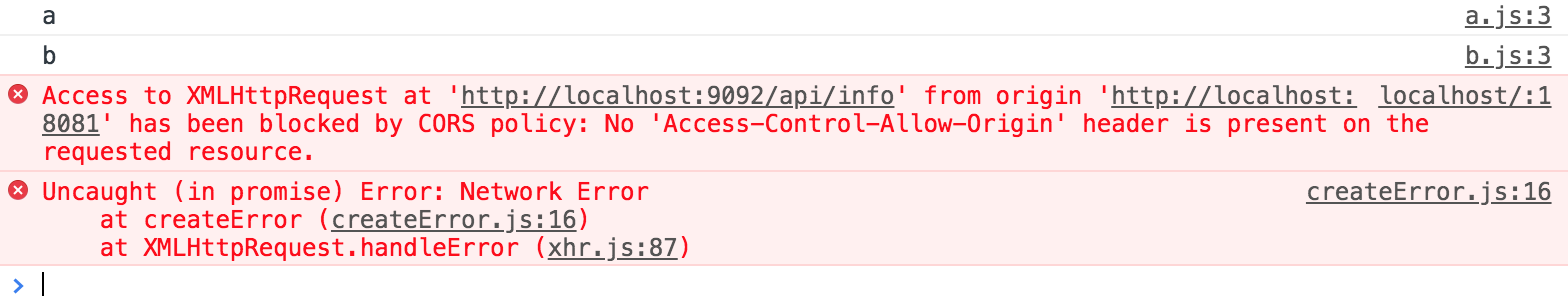 a a.js:3
b b.js:3
Access to XMLHttpRequest at 'http://localhost:9092/api/info' from origin 'http://localhost: localhost/:1
8081' has been blocked by CORS policy: No 'Access-Control-Allow-Origin' header is present on the
requested resource.
Uncaught (in promise) Error: Network Error createError.js:16
at createError (createError.js:16)
at XMLHttpRequest.handleError (xhr.js:87)